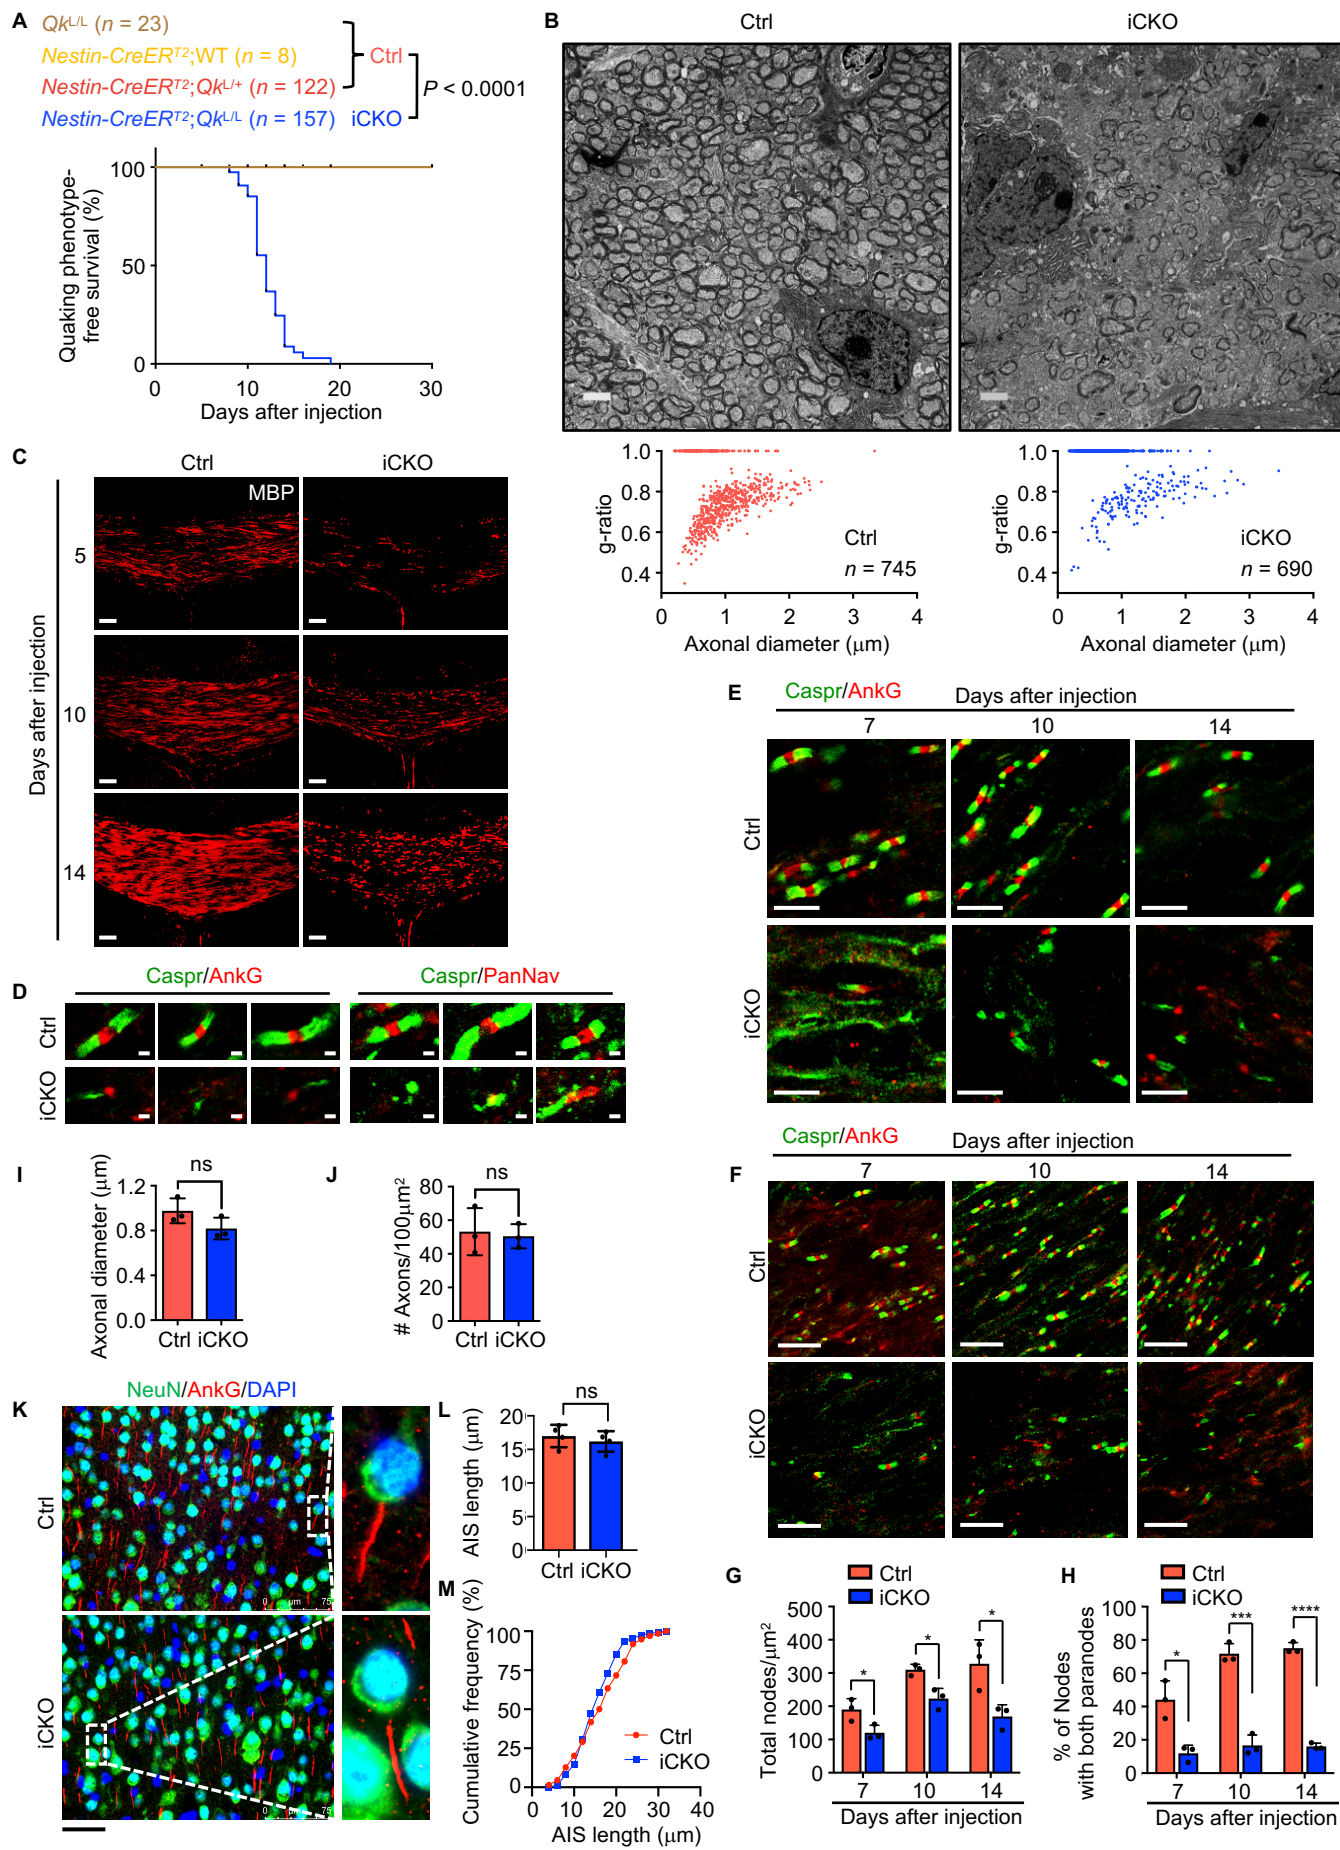 A
Qk^L/L (n = 23)
Nestin-CreER^T2;WT (n = 8)
Ctrl
Nestin-CreER^T2;Qk^L/+ (n = 122)
P < 0.0001
Nestin-CreER^T2;Qk^L/L (n = 157) iCKO
Quaking phenotype-
free survival (%)
100
50
0
0 10 20 30
Days after injection
B
Ctrl iCKO
g-ratio
1.0
0.8
0.6
0.4
Ctrl
n = 745
0 1 2 3 4
Axonal diameter (μm)
g-ratio
1.0
0.8
0.6
0.4
iCKO
n = 690
0 1 2 3 4
Axonal diameter (μm)
C
Ctrl iCKO
MBP
Days after injection
5
10
14
D
Caspr/AnkG Caspr/PanNav
Ctrl
iCKO
E
Caspr/AnkG Days after injection
7 10 14
Ctrl
iCKO
F
Caspr/AnkG Days after injection
7 10 14
Ctrl
iCKO
G
Ctrl
iCKO
Total nodes/μm²
500
400
300
200
100
0
* * *
7 10 14
Days after injection
H
Ctrl
iCKO
% of Nodes
with both paranodes
100
80
60
40
20
0
* *** ****
7 10 14
Days after injection
I
ns
Axonal diameter (μm)
1.2
0.8
0.4
0.0
Ctrl iCKO
J
ns
# Axons/100μm²
80
60
40
20
0
Ctrl iCKO
K
NeuN/AnkG/DAPI
Ctrl
0 μm 75
iCKO
0 μm 75
L
ns
AIS length (μm)
20
15
10
5
0
Ctrl iCKO
M
Cumulative frequency (%)
100
75
50
25
0
Ctrl
iCKO
0 10 20 30 40
AIS length (μm)